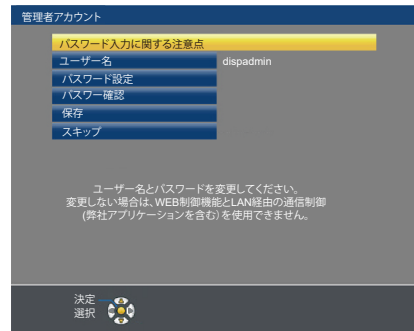 管理者アカウント
パスワード入力に関する注意点
ユーザー名 dispadmin
パスワード設定
パスワー確認
保存
スキップ
ユーザー名とパスワードを変更してください。
変更しない場合は、WEB制御機能とLAN経由の通信制御
(弊社アプリケーションを含む)を使用できません。
決定
選択